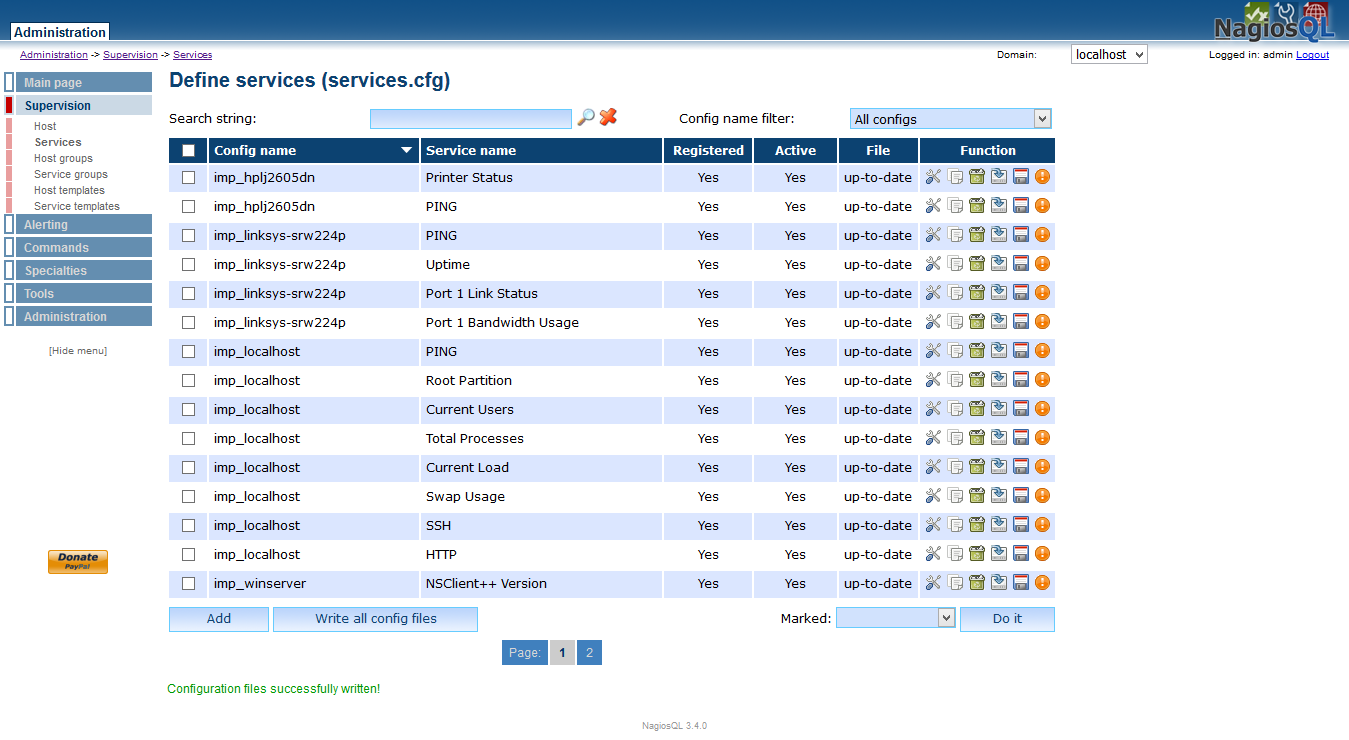 Administration
NagiosQL
Administration -> Supervision -> Services
Domain: localhost
Logged in: admin Logout
Main page
Supervision
Host
Services
Host groups
Service groups
Host templates
Service templates
Alerting
Commands
Specialties
Tools
Administration
[Hide menu]
Donate
PayPal
Define services (services.cfg)
Search string:
Config name filter: All configs
Config name Service name Registered Active File Function
imp_hplj2605dn Printer Status Yes Yes up-to-date
imp_hplj2605dn PING Yes Yes up-to-date
imp_linksys-srw224p PING Yes Yes up-to-date
imp_linksys-srw224p Uptime Yes Yes up-to-date
imp_linksys-srw224p Port 1 Link Status Yes Yes up-to-date
imp_linksys-srw224p Port 1 Bandwidth Usage Yes Yes up-to-date
imp_localhost PING Yes Yes up-to-date
imp_localhost Root Partition Yes Yes up-to-date
imp_localhost Current Users Yes Yes up-to-date
imp_localhost Total Processes Yes Yes up-to-date
imp_localhost Current Load Yes Yes up-to-date
imp_localhost Swap Usage Yes Yes up-to-date
imp_localhost SSH Yes Yes up-to-date
imp_localhost HTTP Yes Yes up-to-date
imp_winserver NSClient++ Version Yes Yes up-to-date
Add Write all config files Marked: Do it
Page: 1 2
Configuration files successfully written!
NagiosQL 3.4.0